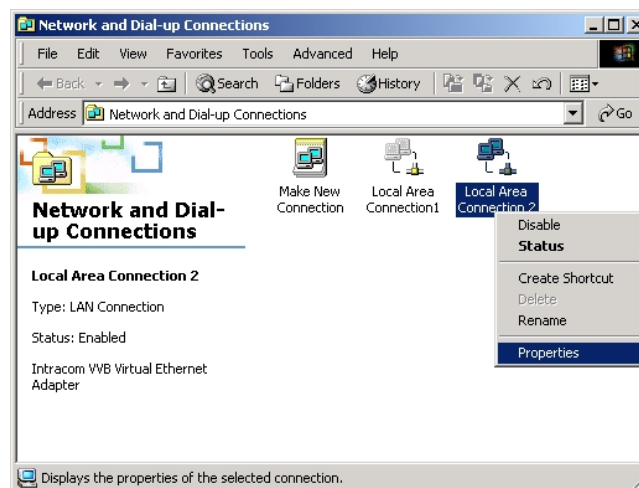 Network and Dial-up Connections
File Edit View Favorites Tools Advanced Help
Back Search Folders History
Address Network and Dial-up Connections Go
Make New Connection
Local Area Connection1
Local Area Connection 2
Network and Dial-
up Connections
Local Area Connection 2
Type: LAN Connection
Status: Enabled
Intracom VVB Virtual Ethernet
Adapter
Disable
Status
Create Shortcut
Delete
Rename
Properties
Displays the properties of the selected connection.